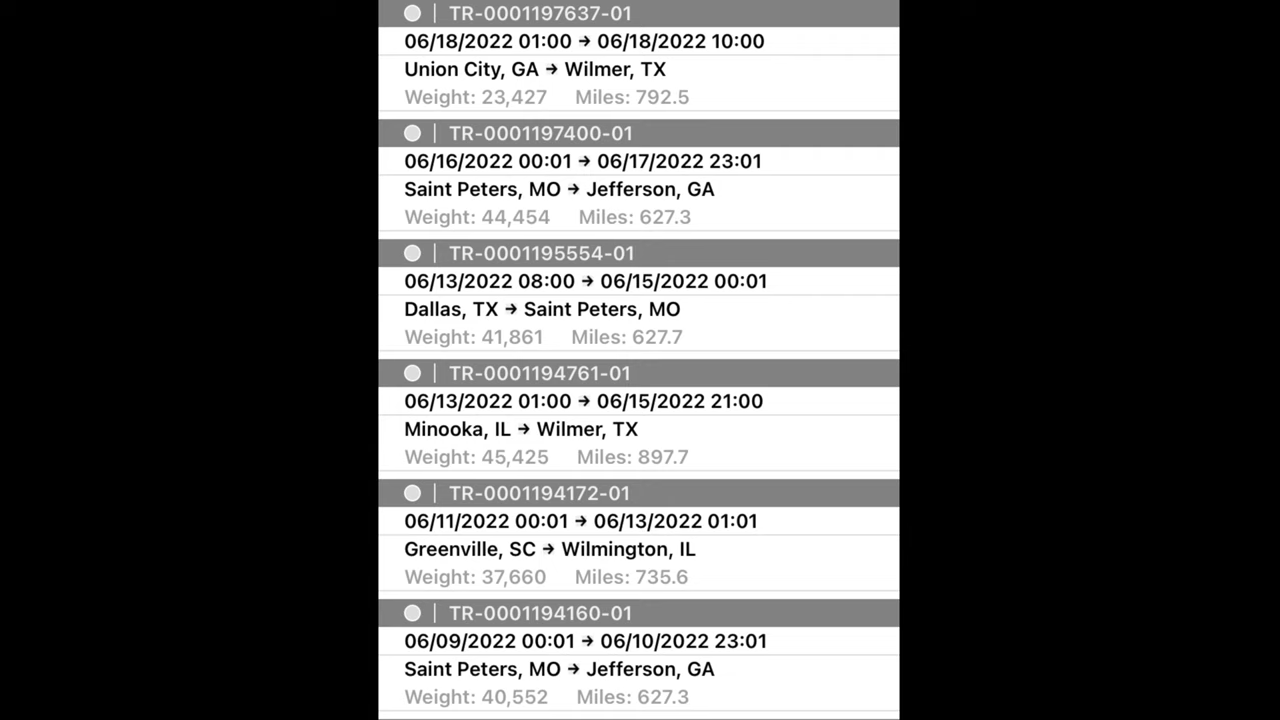 TR-0001197637-01
06/18/2022 01:00 → 06/18/2022 10:00
Union City, GA → Wilmer, TX
Weight: 23,427 Miles: 792.5
TR-0001197400-01
06/16/2022 00:01 → 06/17/2022 23:01
Saint Peters, MO → Jefferson, GA
Weight: 44,454 Miles: 627.3
TR-0001195554-01
06/13/2022 08:00 → 06/15/2022 00:01
Dallas, TX → Saint Peters, MO
Weight: 41,861 Miles: 627.7
TR-0001194761-01
06/13/2022 01:00 → 06/15/2022 21:00
Minooka, IL → Wilmer, TX
Weight: 45,425 Miles: 897.7
TR-0001194172-01
06/11/2022 00:01 → 06/13/2022 01:01
Greenville, SC → Wilmington, IL
Weight: 37,660 Miles: 735.6
TR-0001194160-01
06/09/2022 00:01 → 06/10/2022 23:01
Saint Peters, MO → Jefferson, GA
Weight: 40,552 Miles: 627.3